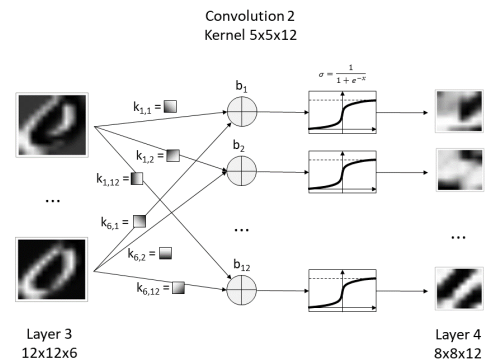 Convolution 2
Kernel 5x5x12
σ = 1 / 1 + e^{-x}
b₁
k₁,₁ =
k₁,₂ =
b₂
k₁,₁₂ =
...
k₆,₁ =
...
...
k₆,₂ =
b₁₂
k₆,₁₂ =
Layer 3
12x12x6
Layer 4
8x8x12